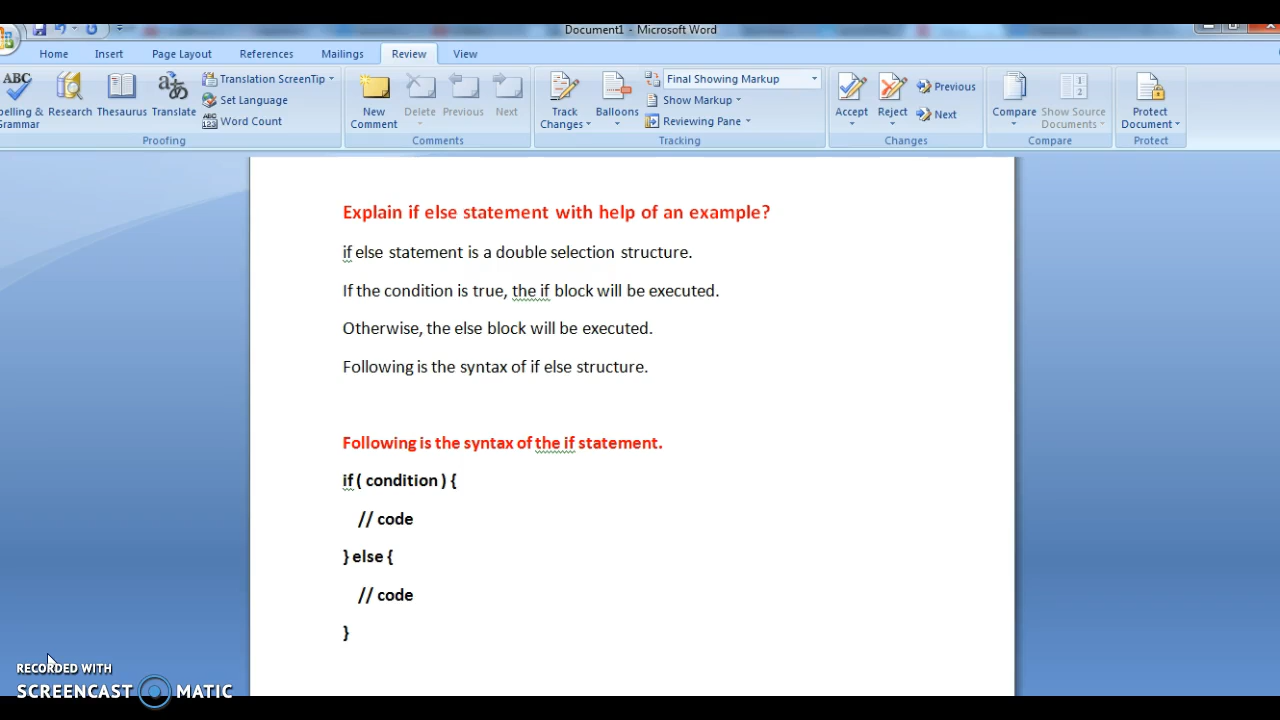 Document1 - Microsoft Word
Home Insert Page Layout References Mailings Review View
ABC
Spelling & Grammar
Research
Thesaurus
Translate
Translation ScreenTip
Set Language
ABC 123 Word Count
Proofing
New Comment
Delete
Previous
Next
Comments
Track Changes
Balloons
Final Showing Markup
Show Markup
Reviewing Pane
Tracking
Accept
Reject
Previous
Next
Changes
Compare
Show Source Documents
Compare
Protect Document
Protect
Explain if else statement with help of an example?
if else statement is a double selection structure.
If the condition is true, the if block will be executed.
Otherwise, the else block will be executed.
Following is the syntax of if else structure.
Following is the syntax of the if statement.
if ( condition ) {
// code
} else {
// code
}
RECORDED WITH
SCREENCAST MATIC